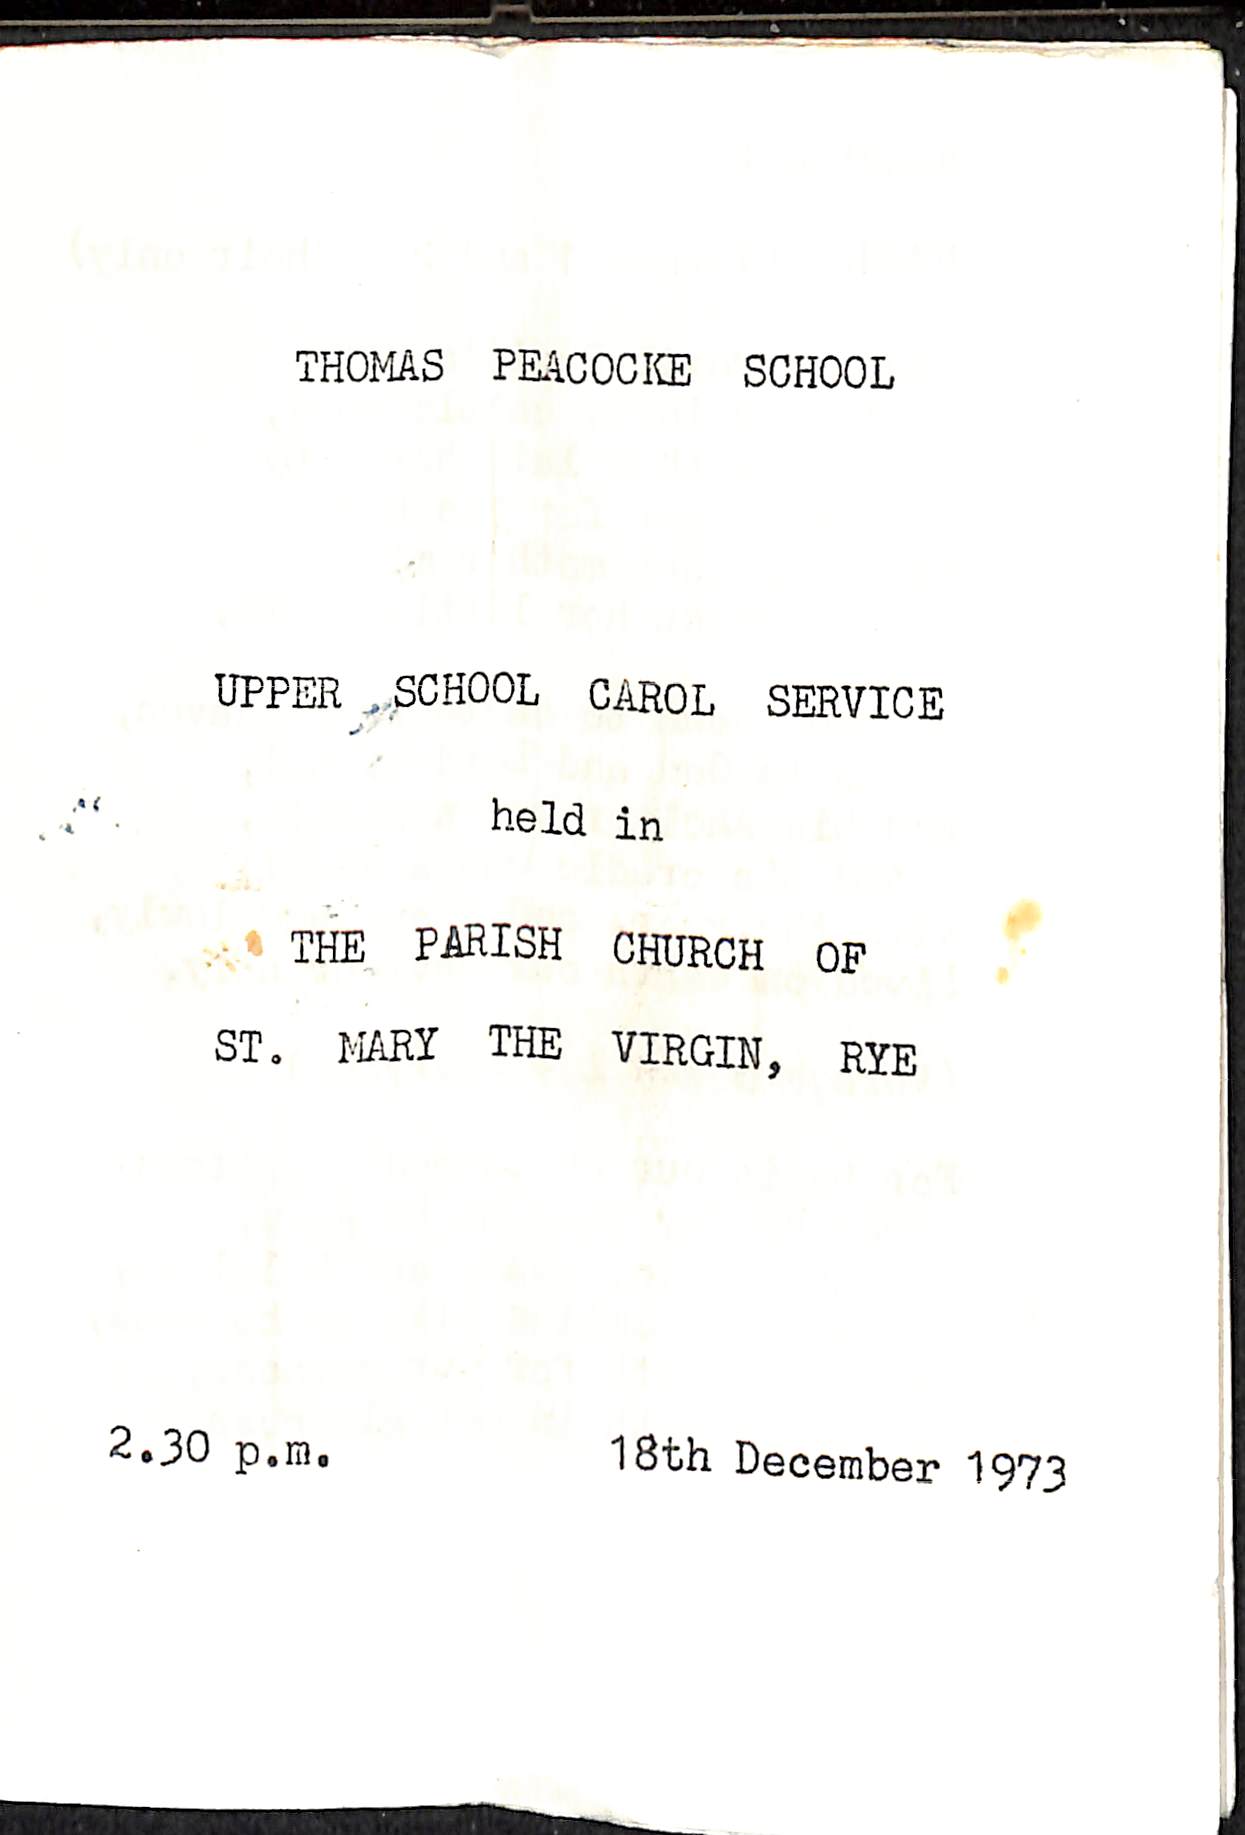 THOMAS PEACOCKE SCHOOL
UPPER SCHOOL CAROL SERVICE
held in
THE PARISH CHURCH OF
ST. MARY THE VIRGIN, RYE
2.30 p.m. 18th December 1973